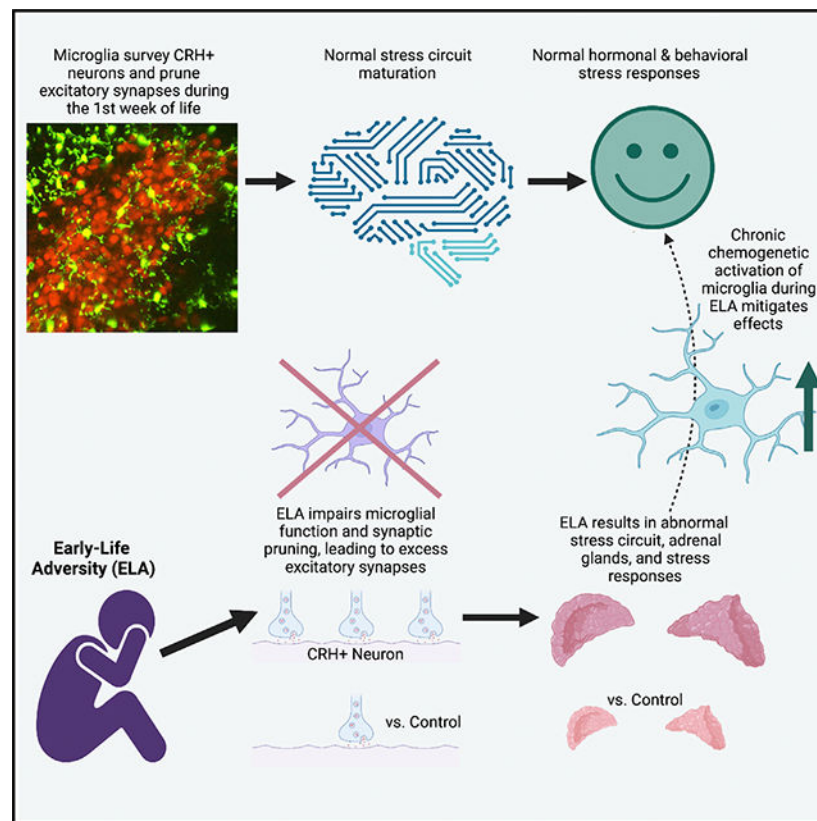 Microglia survey CRH+
neurons and prune
excitatory synapses during
the 1st week of life
Normal stress circuit
maturation
Normal hormonal & behavioral
stress responses
Chronic
chemogenetic
activation of
microglia during
ELA mitigates
effects
ELA impairs microglial
function and synaptic
pruning, leading to excess
excitatory synapses
ELA results in abnormal
stress circuit, adrenal
glands, and stress
responses
Early-Life
Adversity (ELA)
CRH+ Neuron
vs. Control
vs. Control